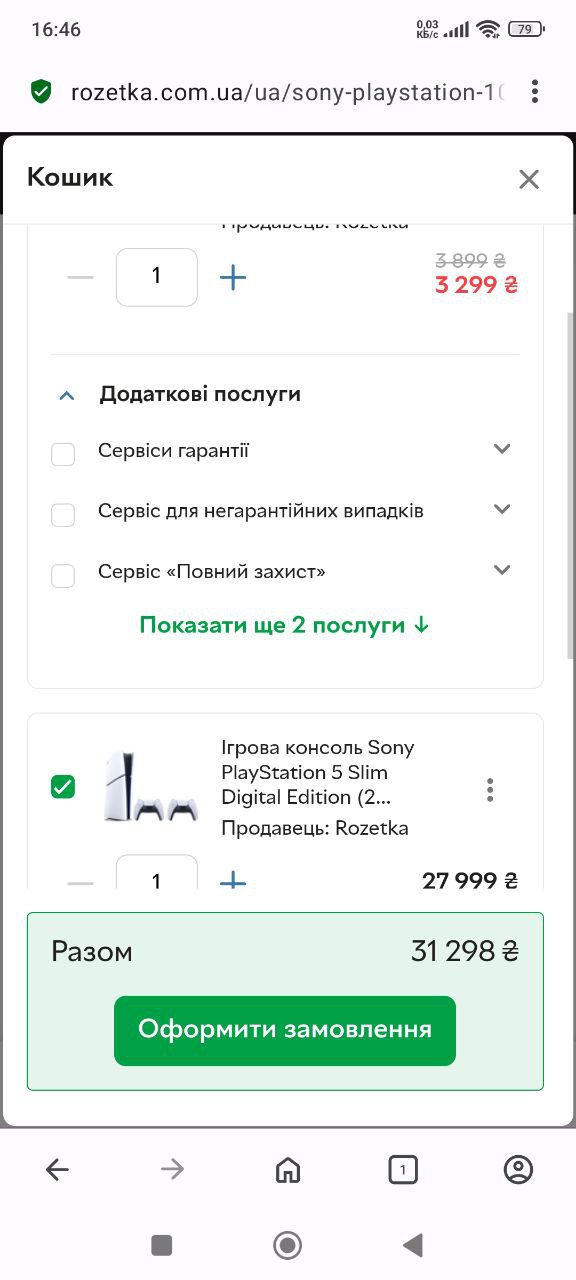 16:46
0,03
КБ/с
79
rozetka.com.ua/ua/sony-playstation-1
Кошик
Продавець: Rozetka
1
3 899 ₴
3 299 ₴
Додаткові послуги
Сервіси гарантії
Сервіс для негарантійних випадків
Сервіс «Повний захист»
Показати ще 2 послуги ↓
Ігрова консоль Sony
PlayStation 5 Slim
Digital Edition (2...
Продавець: Rozetka
1
27 999 ₴
Разом
31 298 ₴
Оформити замовлення
1